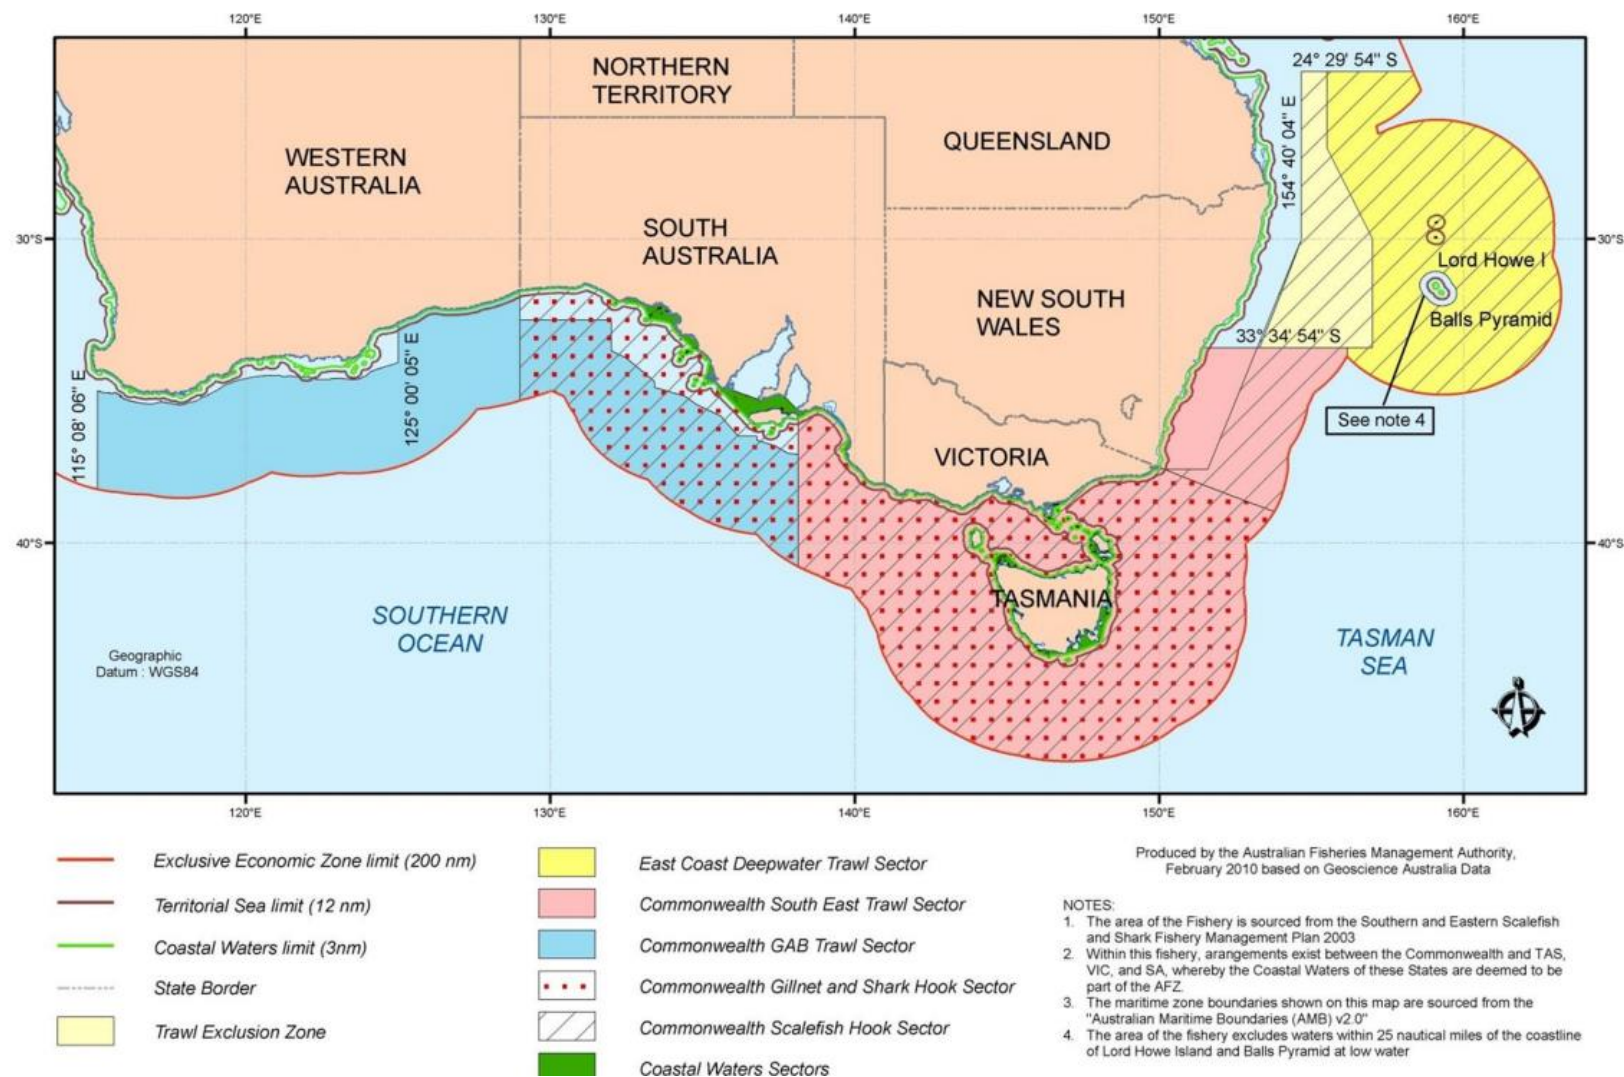 120°E
130°E
140°E
150°E
160°E
24° 29' 54" S
NORTHERN
TERRITORY
154° 40' 04" E
QUEENSLAND
WESTERN
AUSTRALIA
SOUTH
AUSTRALIA
30°S
30°S
Lord Howe I
NEW SOUTH
WALES
Balls Pyramid
33° 34' 54" S
125° 00' 05" E
115° 08' 06" E
See note 4
VICTORIA
40°S
40°S
TASMANIA
SOUTHERN
OCEAN
TASMAN
SEA
Geographic
Datum : WGS84
120°E
130°E
140°E
150°E
160°E
Exclusive Economic Zone limit (200 nm)
Territorial Sea limit (12 nm)
Coastal Waters limit (3nm)
State Border
Trawl Exclusion Zone
East Coast Deepwater Trawl Sector
Commonwealth South East Trawl Sector
Commonwealth GAB Trawl Sector
Commonwealth Gillnet and Shark Hook Sector
Commonwealth Scalefish Hook Sector
Coastal Waters Sectors
Produced by the Australian Fisheries Management Authority,
February 2010 based on Geoscience Australia Data
NOTES:
1. The area of the Fishery is sourced from the Southern and Eastern Scalefish
and Shark Fishery Management Plan 2003
2. Within this fishery, arangements exist between the Commonwealth and TAS,
VIC, and SA, whereby the Coastal Waters of these States are deemed to be
part of the AFZ.
3. The maritime zone boundaries shown on this map are sourced from the
"Australian Maritime Boundaries (AMB) v2.0"
4. The area of the fishery excludes waters within 25 nautical miles of the coastline
of Lord Howe Island and Balls Pyramid at low water